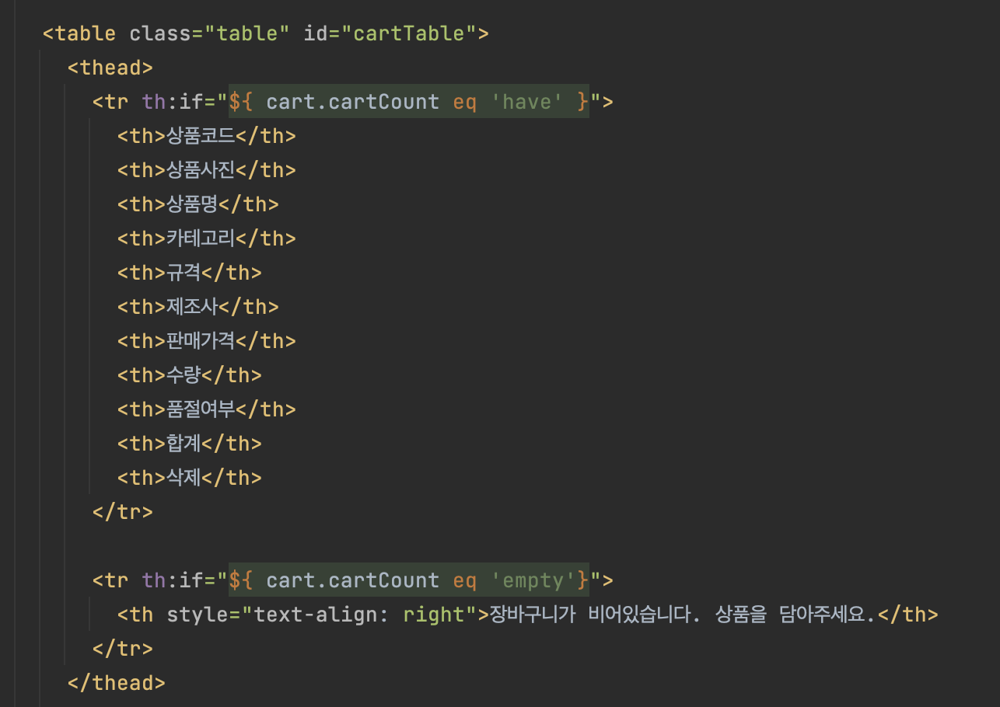 <table class="table" id="cartTable">
<thead>
<tr th:if="${ cart.cartCount eq 'have' }">
<th>상품코드</th>
<th>상품사진</th>
<th>상품명</th>
<th>카테고리</th>
<th>규격</th>
<th>제조사</th>
<th>판매가격</th>
<th>수량</th>
<th>품절여부</th>
<th>합계</th>
<th>삭제</th>
</tr>
<tr th:if="${ cart.cartCount eq 'empty'}">
<th style="text-align: right">장바구니가 비어있습니다. 상품을 담아주세요.</th>
</tr>
</thead>